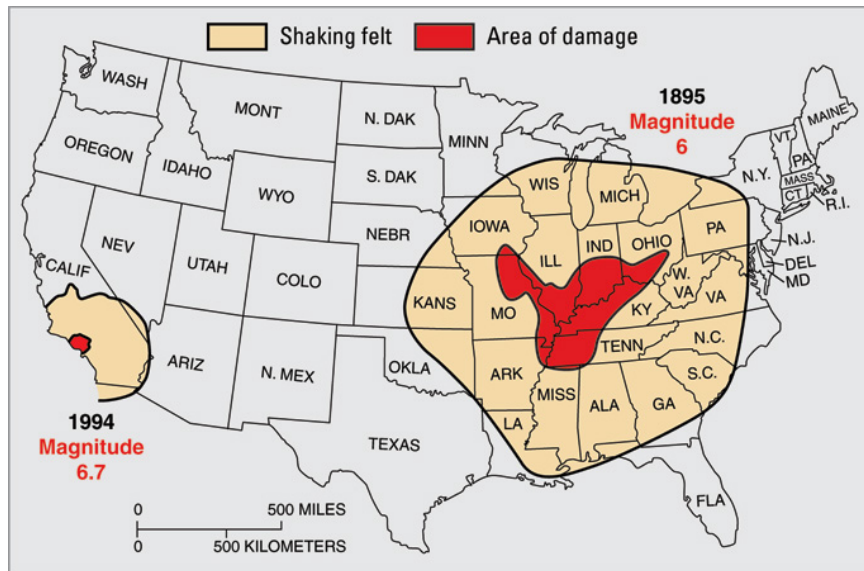 Shaking felt
Area of damage
WASH
MONT
N. DAK
MINN
1895
Magnitude
6
MAINE
VT
PA
N.Y.
MASS
CT
R.I.
OREGON
IDAHO
S. DAK
WIS
MICH
WYO
NEV
NEBR
IOWA
PA
N.J.
UTAH
COLO
ILL
IND
OHIO
DEL
MD
CALIF
KANS
MO
W.
VA
VA
KY
ARIZ
N. MEX
OKLA
TENN
N.C.
ARK
S.C.
1994
Magnitude
6.7
MISS
ALA
GA
LA
TEXAS
FLA
0 500 MILES
0 500 KILOMETERS